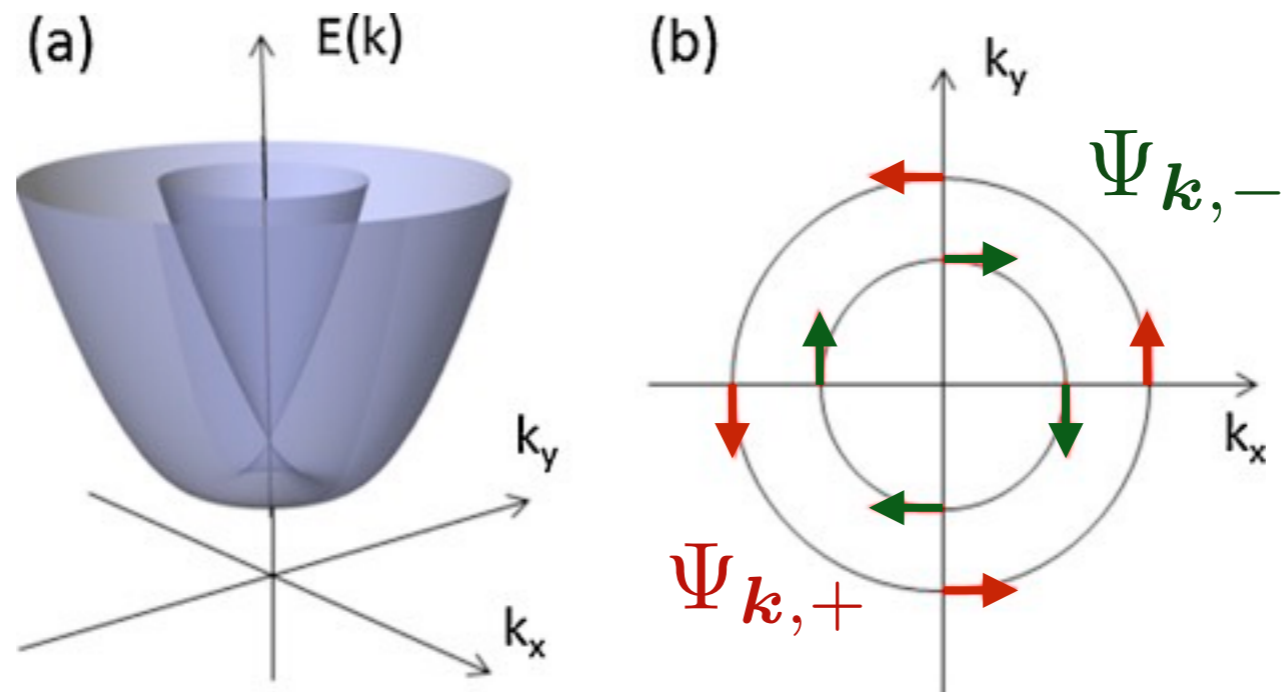 (a)
E(k)
k_y
k_x
(b)
k_y
Ψ_{k,−}
k_x
Ψ_{k,+}